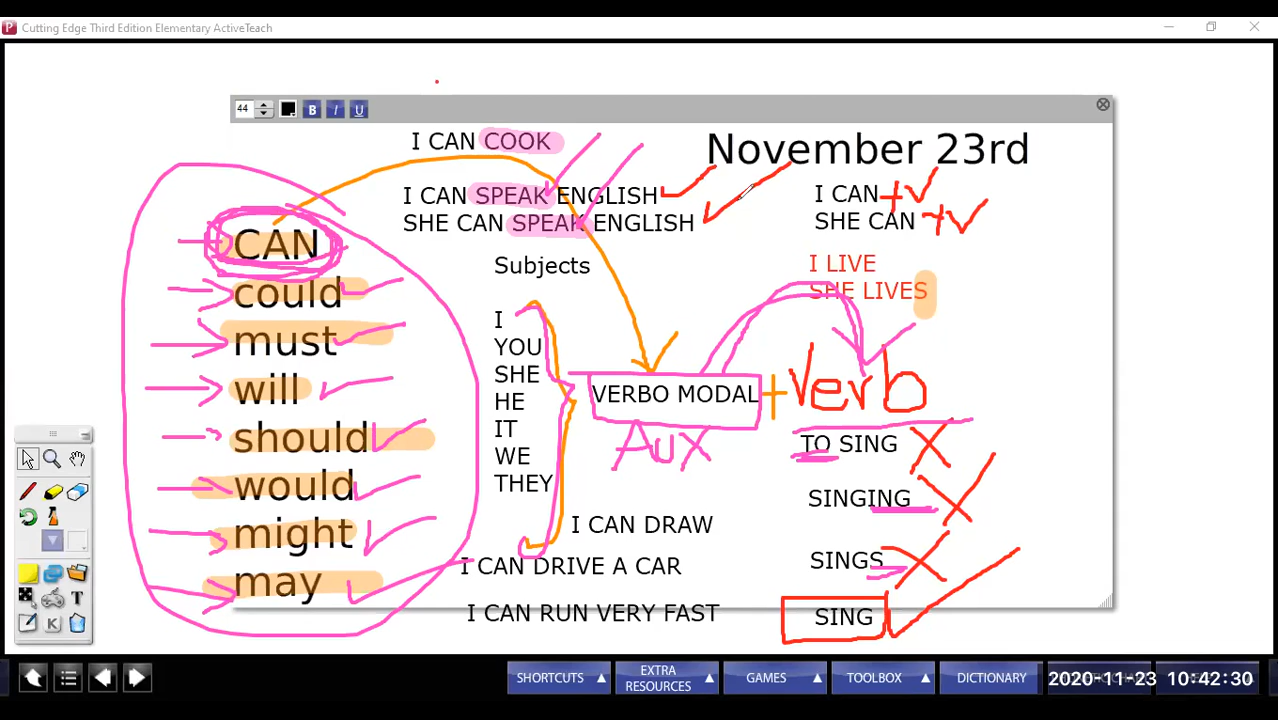 Cutting Edge Third Edition Elementary ActiveTeach
44 B I U
I CAN COOK
November 23rd
I CAN SPEAK ENGLISH
SHE CAN SPEAK ENGLISH
I CAN +
SHE CAN +
I LIVE
SHE LIVES
CAN
could
must
will
should
would
might
may
Subjects
I
YOU
SHE
HE
IT
WE
THEY
VERBO MODAL + Verb
Aux
TO SING
SINGING
SINGS
SING
I CAN DRAW
I CAN DRIVE A CAR
I CAN RUN VERY FAST
T
K
SHORTCUTS
EXTRA
RESOURCES
GAMES
TOOLBOX
DICTIONARY
2020-11-23 10:42:30